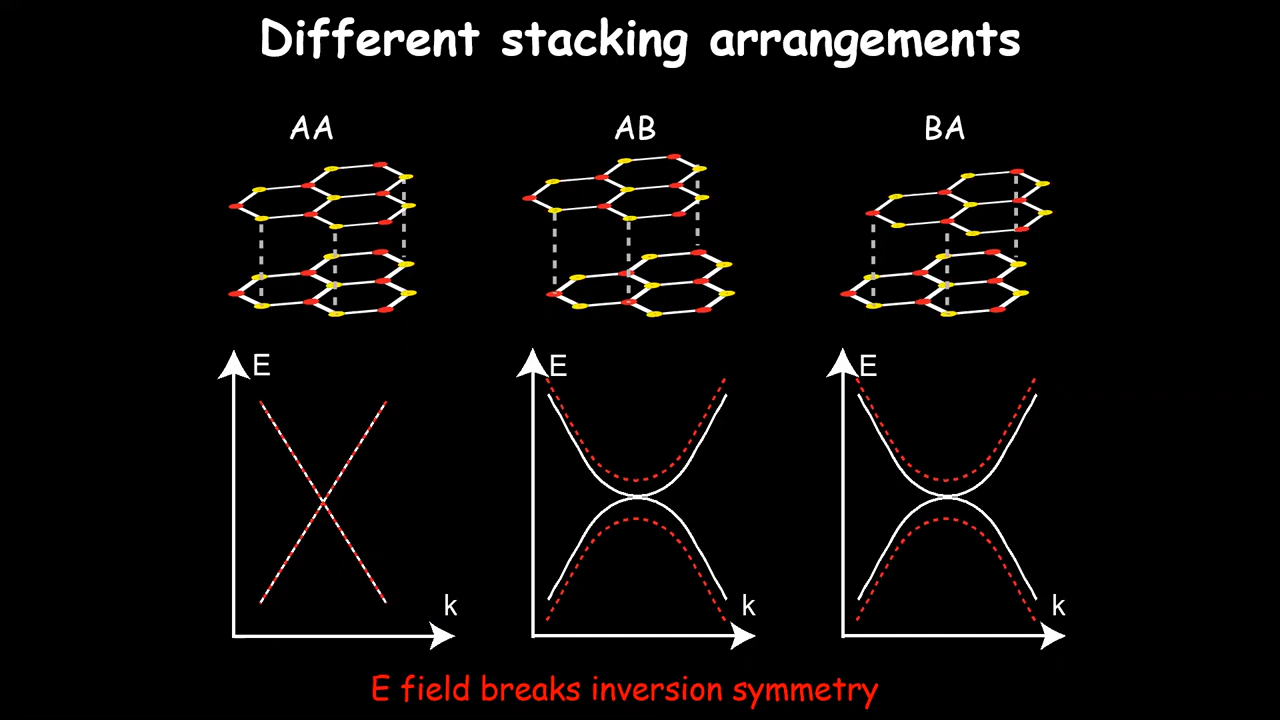 Different stacking arrangements
AA
AB
BA
E
E
E
k
k
k
E field breaks inversion symmetry